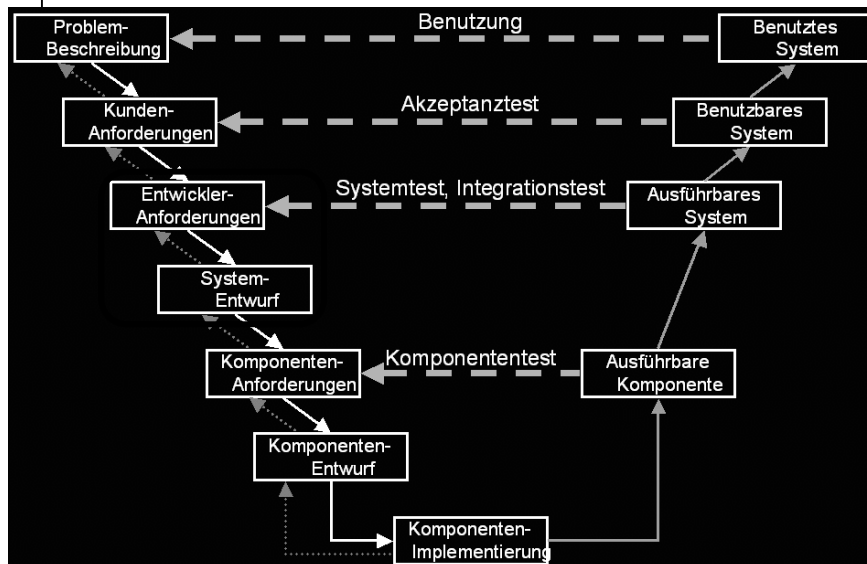 Problem-
Beschreibung
Benutzung
Benutztes
System
Kunden-
Anforderungen
Akzeptanztest
Benutzbares
System
Entwickler-
Anforderungen
Systemtest, Integrationstest
Ausführbares
System
System-
Entwurf
Komponenten-
Anforderungen
Komponententest
Ausführbare
Komponente
Komponenten-
Entwurf
Komponenten-
Implementierung